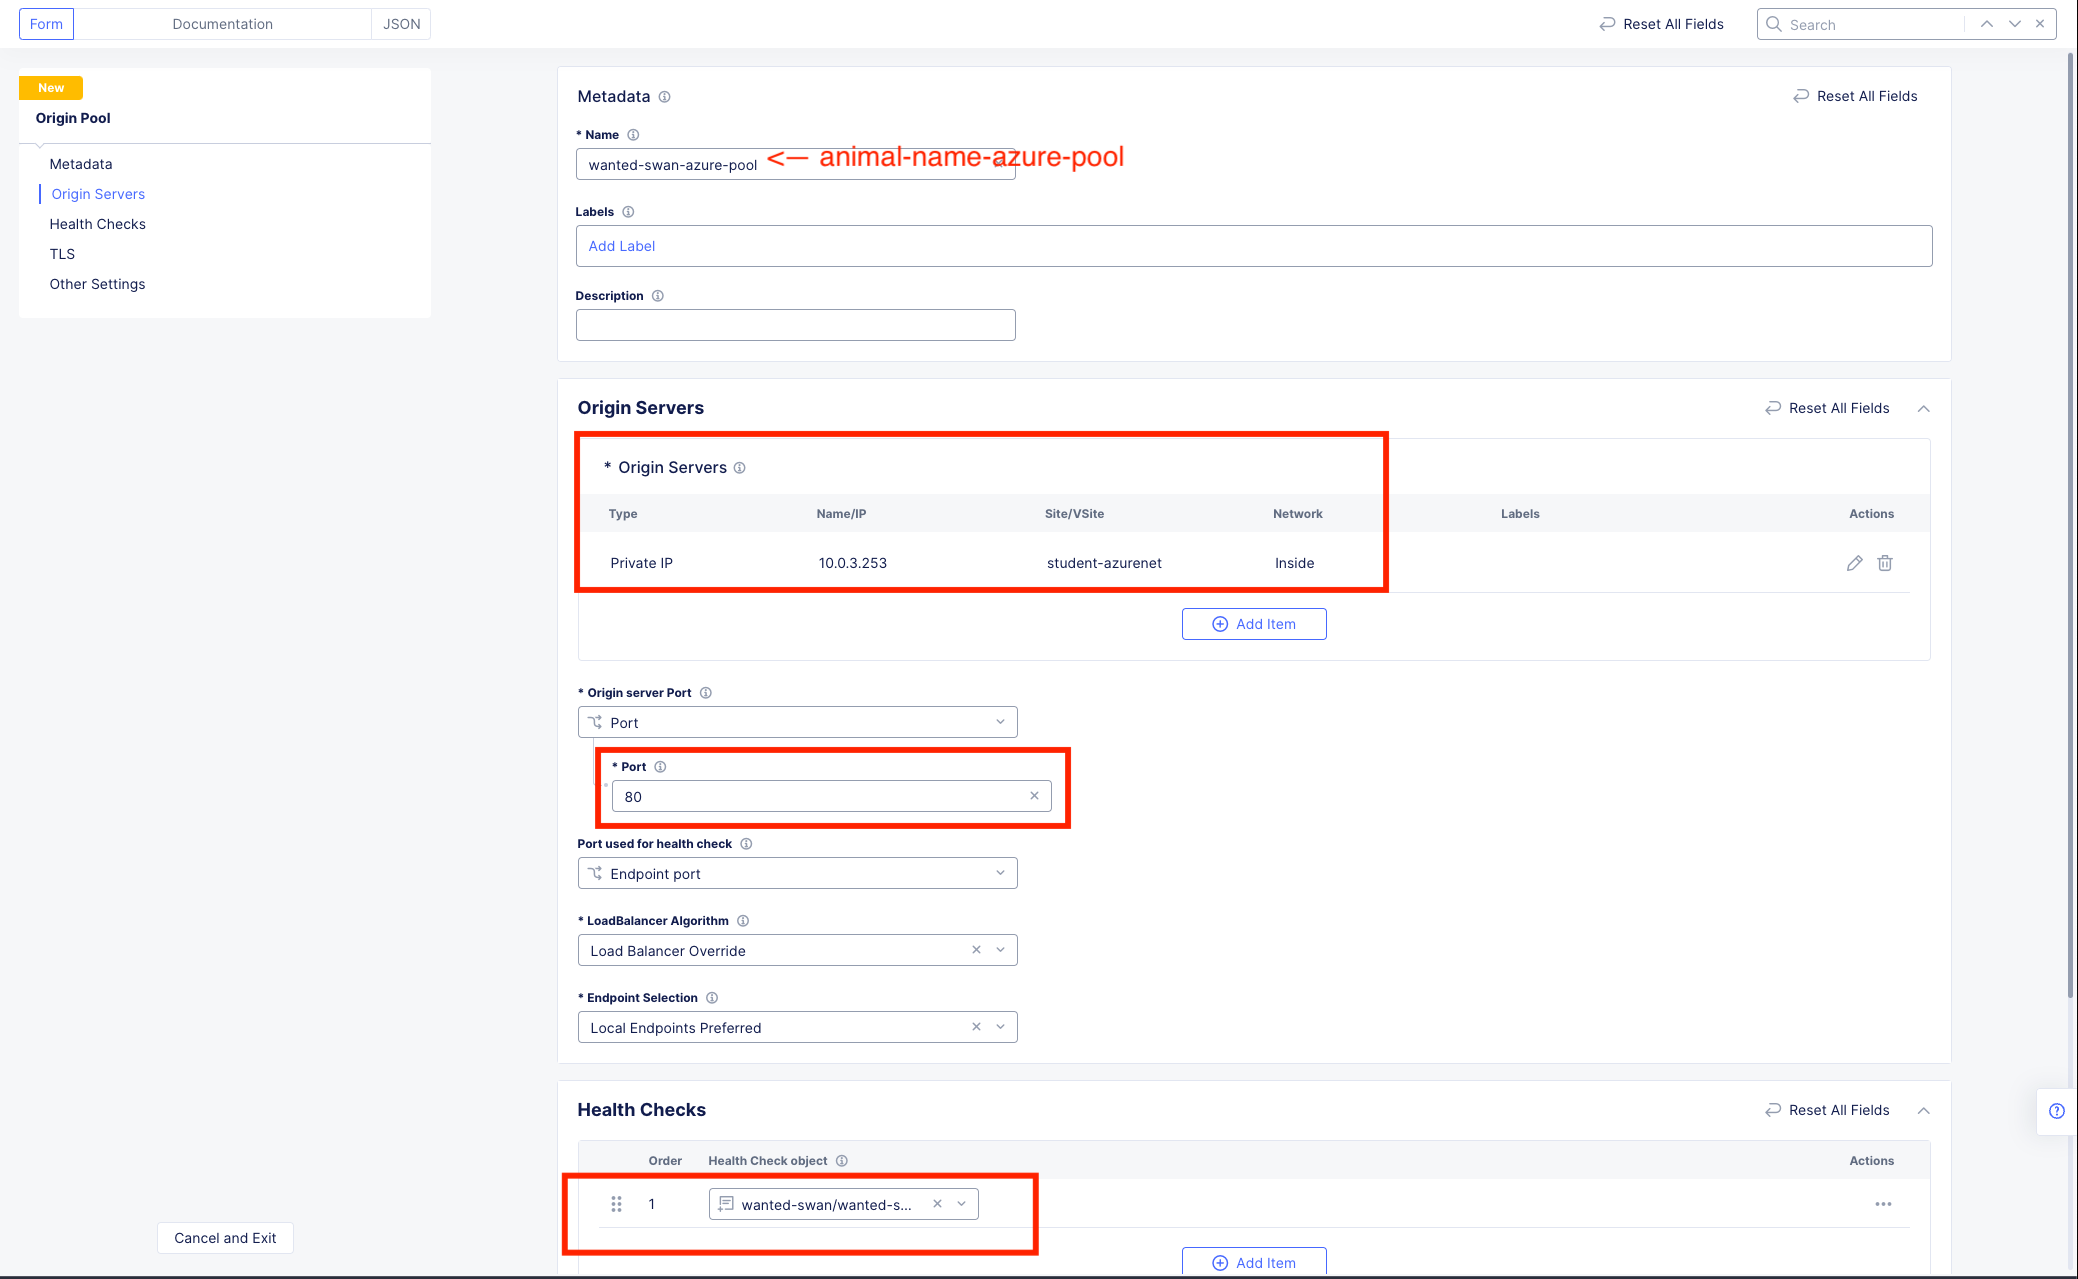 Form Documentation JSON
Reset All Fields Search
New
Origin Pool
Metadata
Origin Servers
Health Checks
TLS
Other Settings
Cancel and Exit
Metadata Reset All Fields
* Name
wanted-swan-azure-pool <-- animal-name-azure-pool
Labels
Add Label
Description
Origin Servers Reset All Fields
* Origin Servers
Type Name/IP Site/VSite Network Labels Actions
Private IP 10.0.3.253 student-azurenet Inside
Add Item
* Origin server Port
Port
* Port
80
Port used for health check
Endpoint port
* LoadBalancer Algorithm
Load Balancer Override
* Endpoint Selection
Local Endpoints Preferred
Health Checks Reset All Fields
Order Health Check object Actions
1 wanted-swan/wanted-s...
Add Item